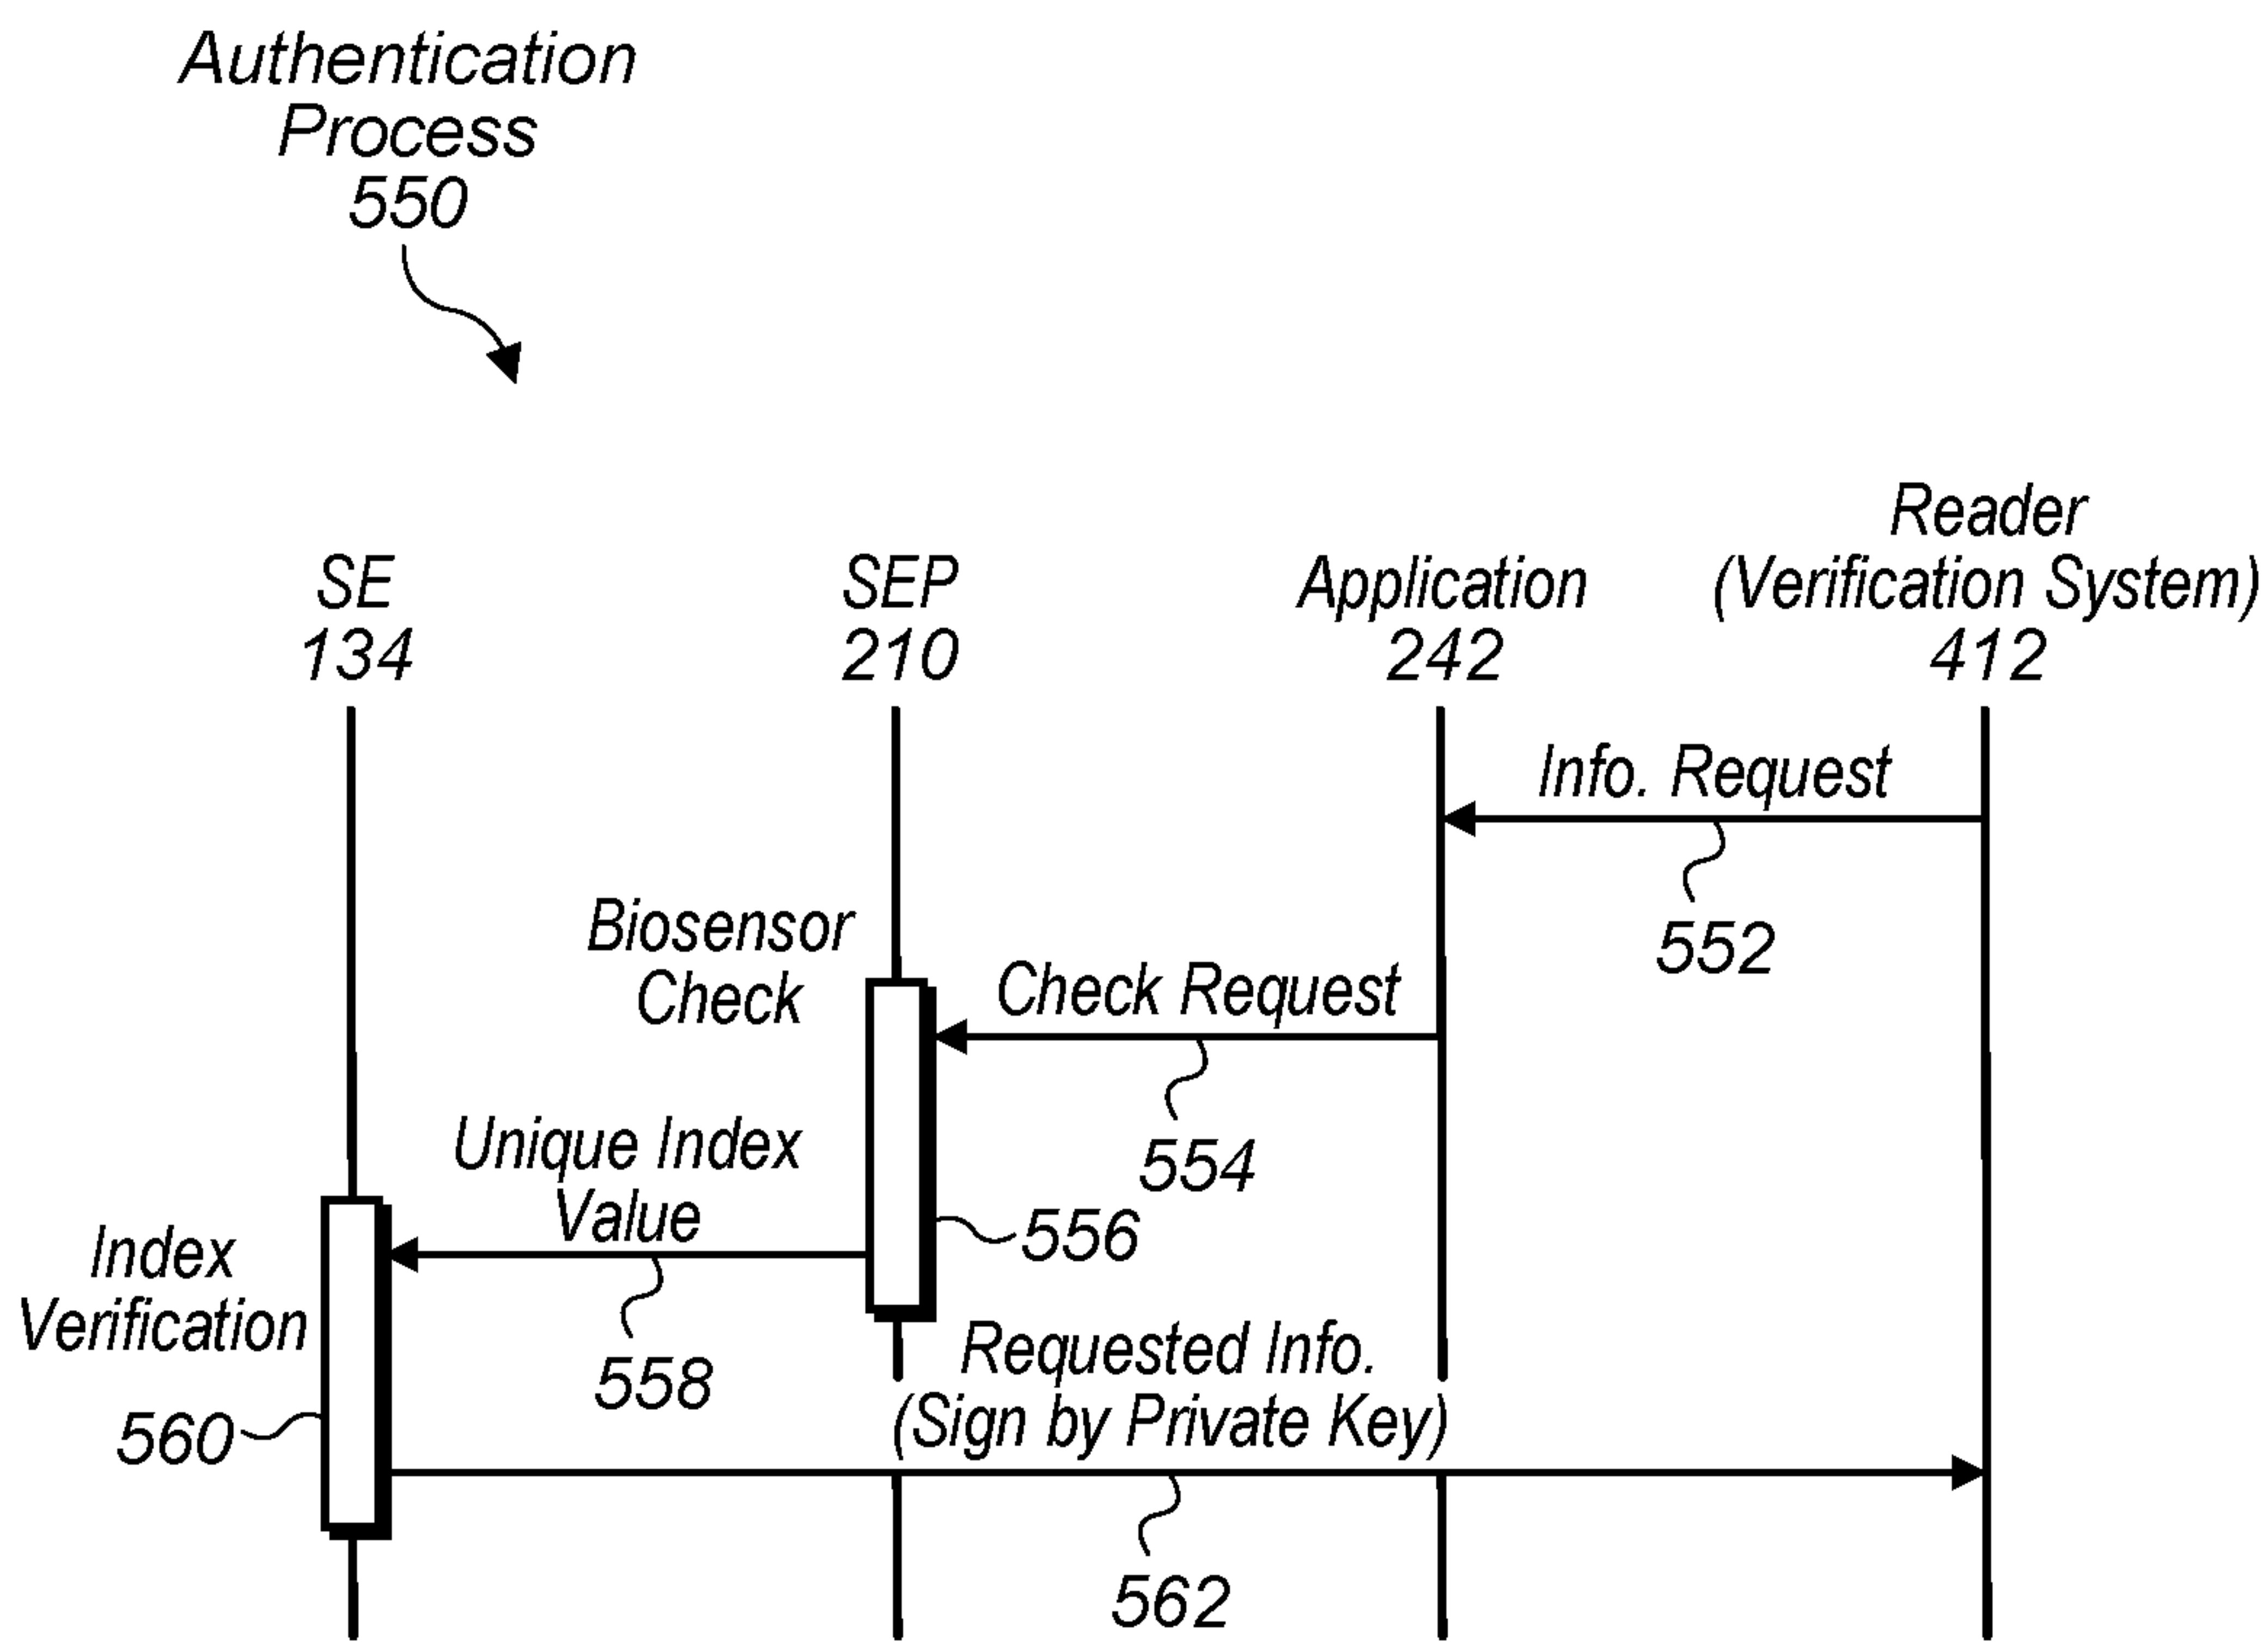 Authentication
Process
550
SE
134
SEP
210
Application
242
Reader
(Verification System)
412
Info. Request
552
Biosensor
Check
Check Request
554
556
Unique Index
Value
558
Index
Verification
560
Requested Info.
(Sign by Private Key)
562